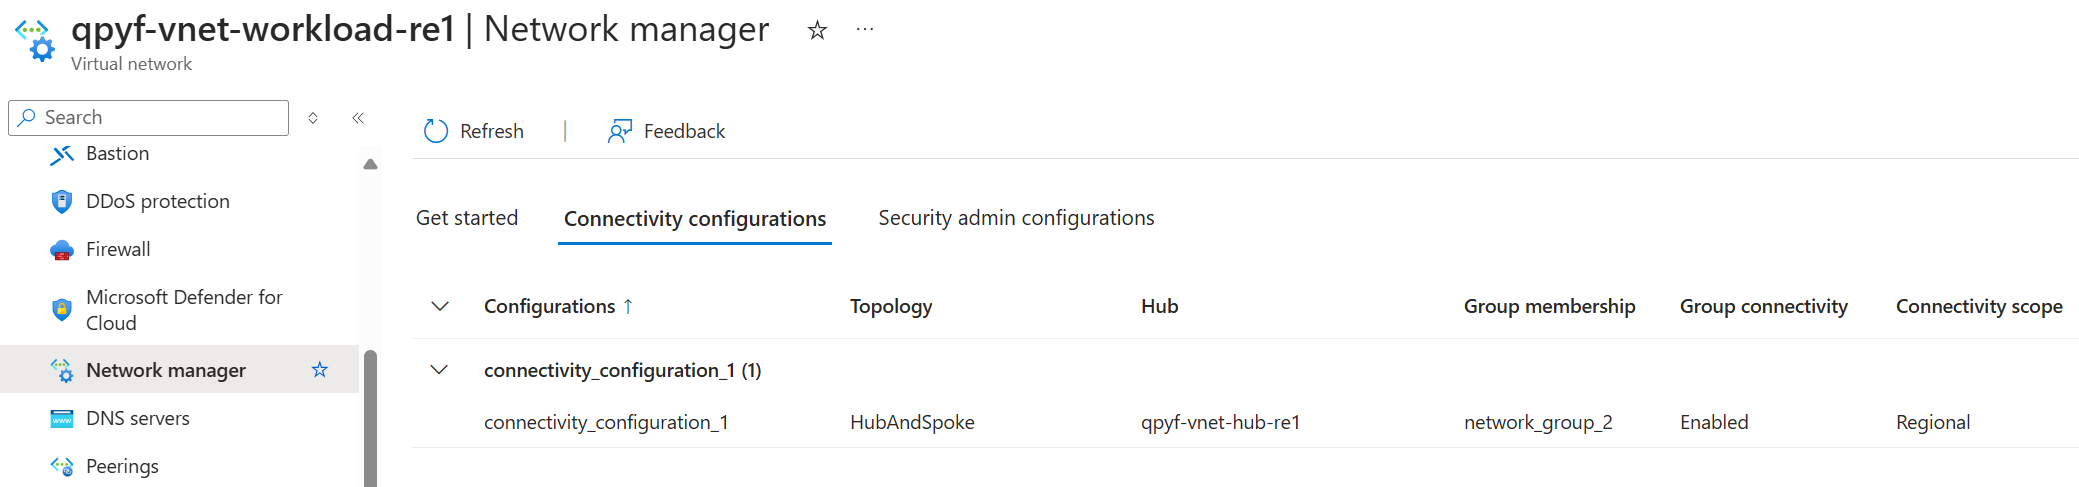 qpyf-vnet-workload-re1 | Network manager
Virtual network
Search
Refresh
Feedback
Bastion
DDoS protection
Firewall
Microsoft Defender for
Cloud
Network manager
DNS servers
Peerings
Get started
Connectivity configurations
Security admin configurations
Configurations ↑ Topology Hub Group membership Group connectivity Connectivity scope
connectivity_configuration_1 (1)
connectivity_configuration_1 HubAndSpoke qpyf-vnet-hub-re1 network_group_2 Enabled Regional